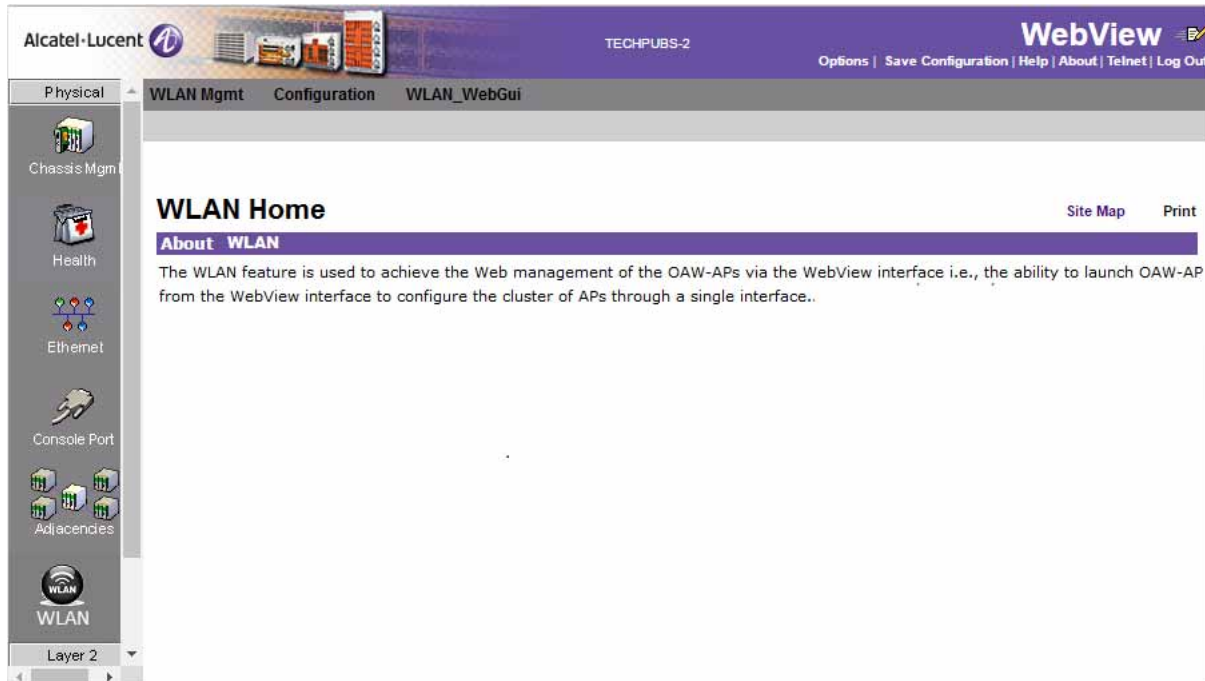 Alcatel·Lucent
TECHPUBS-2
WebView
Options | Save Configuration | Help | About | Telnet | Log Out
Physical
WLAN Mgmt Configuration WLAN_WebGui
Chassis Mgmt
Health
Ethernet
Console Port
Adjacencies
WLAN
WLAN
Layer 2
WLAN Home
Site Map Print
About WLAN
The WLAN feature is used to achieve the Web management of the OAW-APs via the WebView interface i.e., the ability to launch OAW-AP
from the WebView interface to configure the cluster of APs through a single interface..